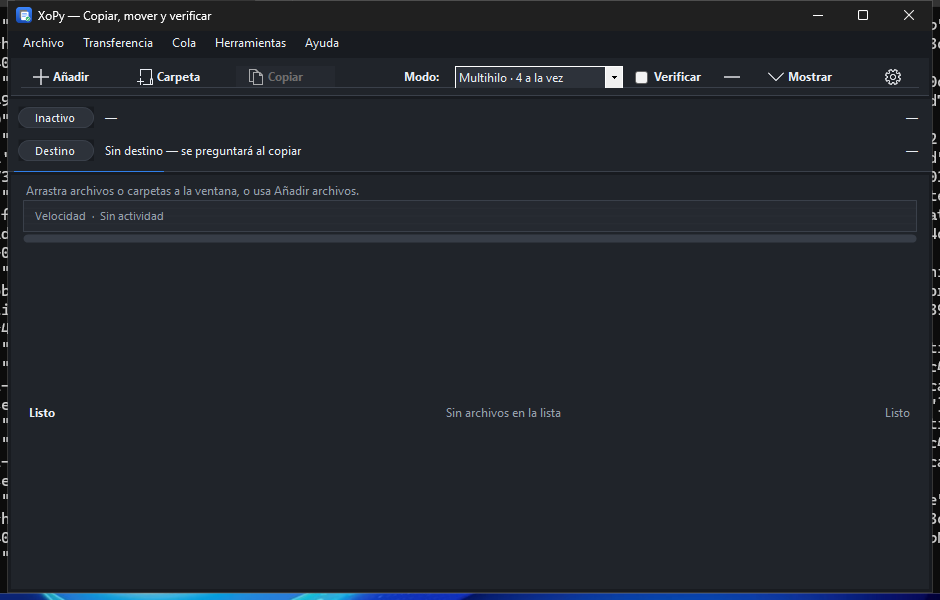 XoPy — Copiar, mover y verificar
Archivo Transferencia Cola Herramientas Ayuda
Añadir Carpeta Copiar Modo: Multihilo · 4 a la vez Verificar — Mostrar
Inactivo — —
Destino Sin destino — se preguntará al copiar —
Arrastra archivos o carpetas a la ventana, o usa Añadir archivos.
Velocidad · Sin actividad
Listo Sin archivos en la lista Listo